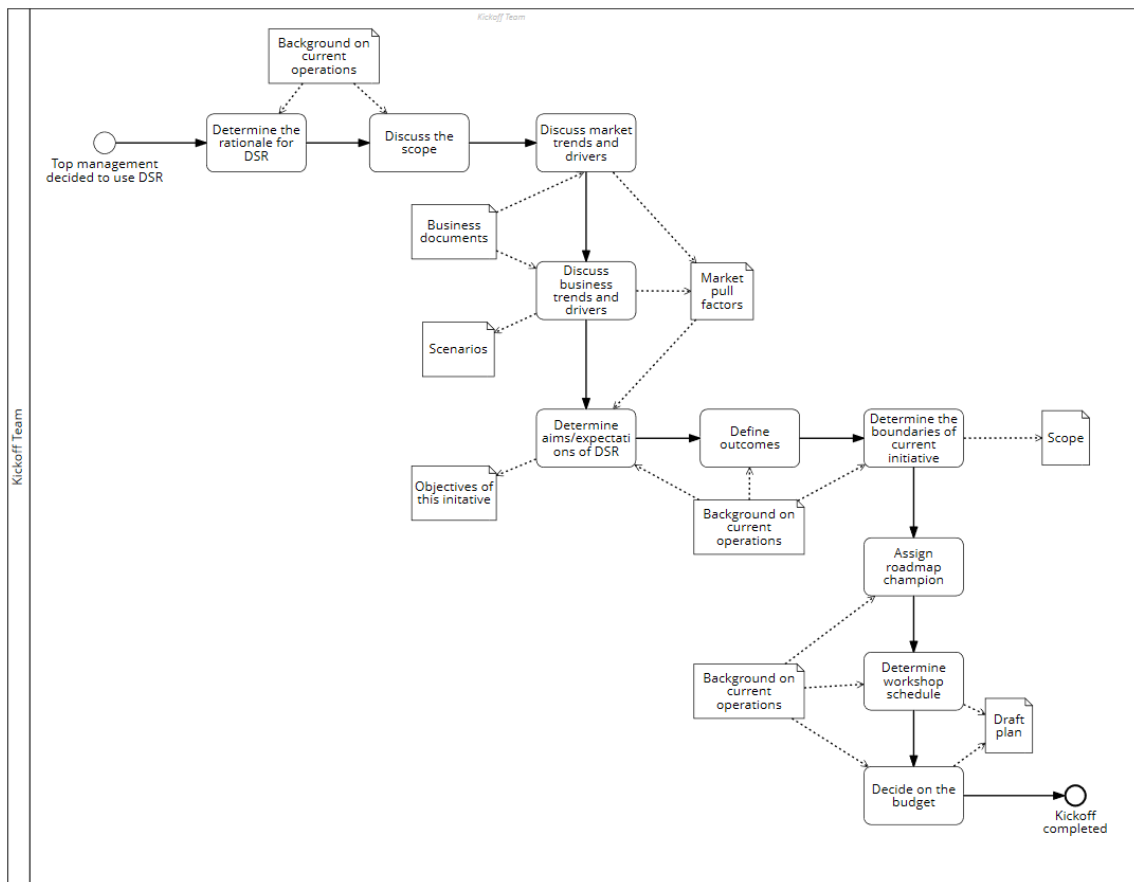 Kickoff Team
Kickoff Team
Background on
current
operations
Determine the
rationale for
DSR
Discuss the
scope
Discuss market
trends and
drivers
Top management
decided to use DSR
Business
documents
Discuss
business
trends and
drivers
Market
pull
factors
Scenarios
Determine
aims/expectati
ons of DSR
Define
outcomes
Determine the
boundaries of
current
initiative
Scope
Objectives of
this initative
Background on
current
operations
Assign
roadmap
champion
Background on
current
operations
Determine
workshop
schedule
Draft
plan
Decide on the
budget
Kickoff
completed